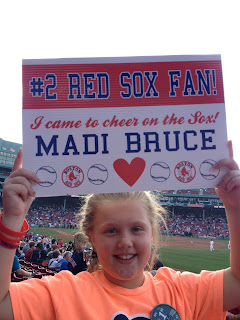 #2 RED SOX FAN!
I came to cheer on the Sox!
MADI BRUCE